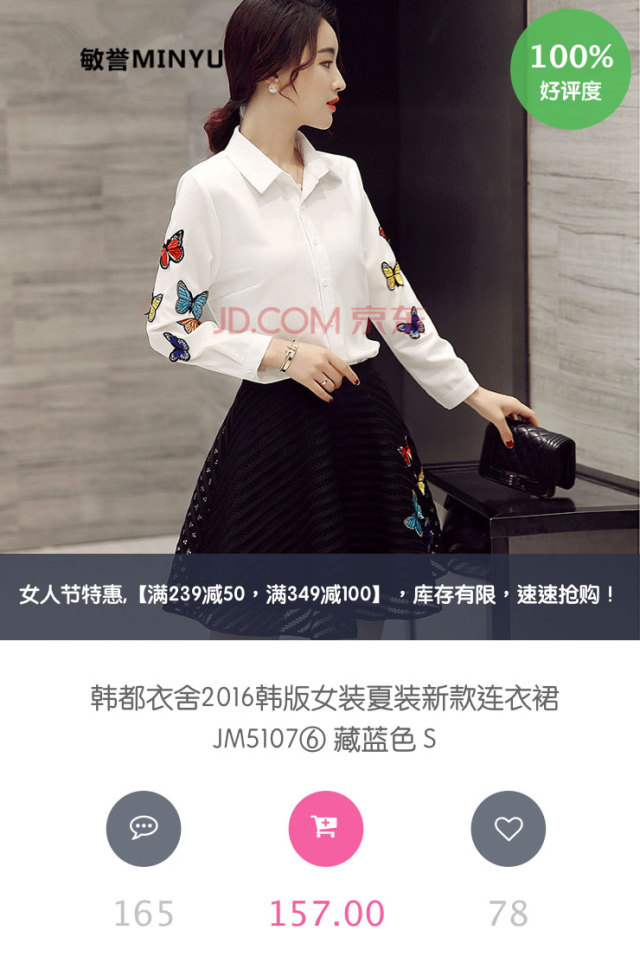 敏誉MINYU
100%
好评度
JD.COM 京东
女人节特惠,【满239减50，满349减100】，库存有限，速速抢购！
韩都衣舍2016韩版女装夏装新款连衣裙
JM5107⑥ 藏蓝色 S
165
157.00
78